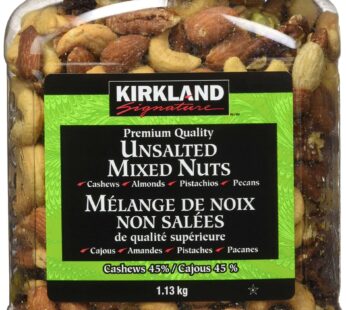 KIRKLAND
Signature
Premium Quality
UNSALTED
MIXED NUTS
✓ Cashews ✓ Almonds ✓ Pistachios ✓ Pecans
MÉLANGE DE NOIX
NON SALÉES
de qualité supérieure
✓ Cajous ✓ Amandes ✓ Pistaches ✓ Pacanes
Cashews 45% / Cajous 45 %
1.13 kg